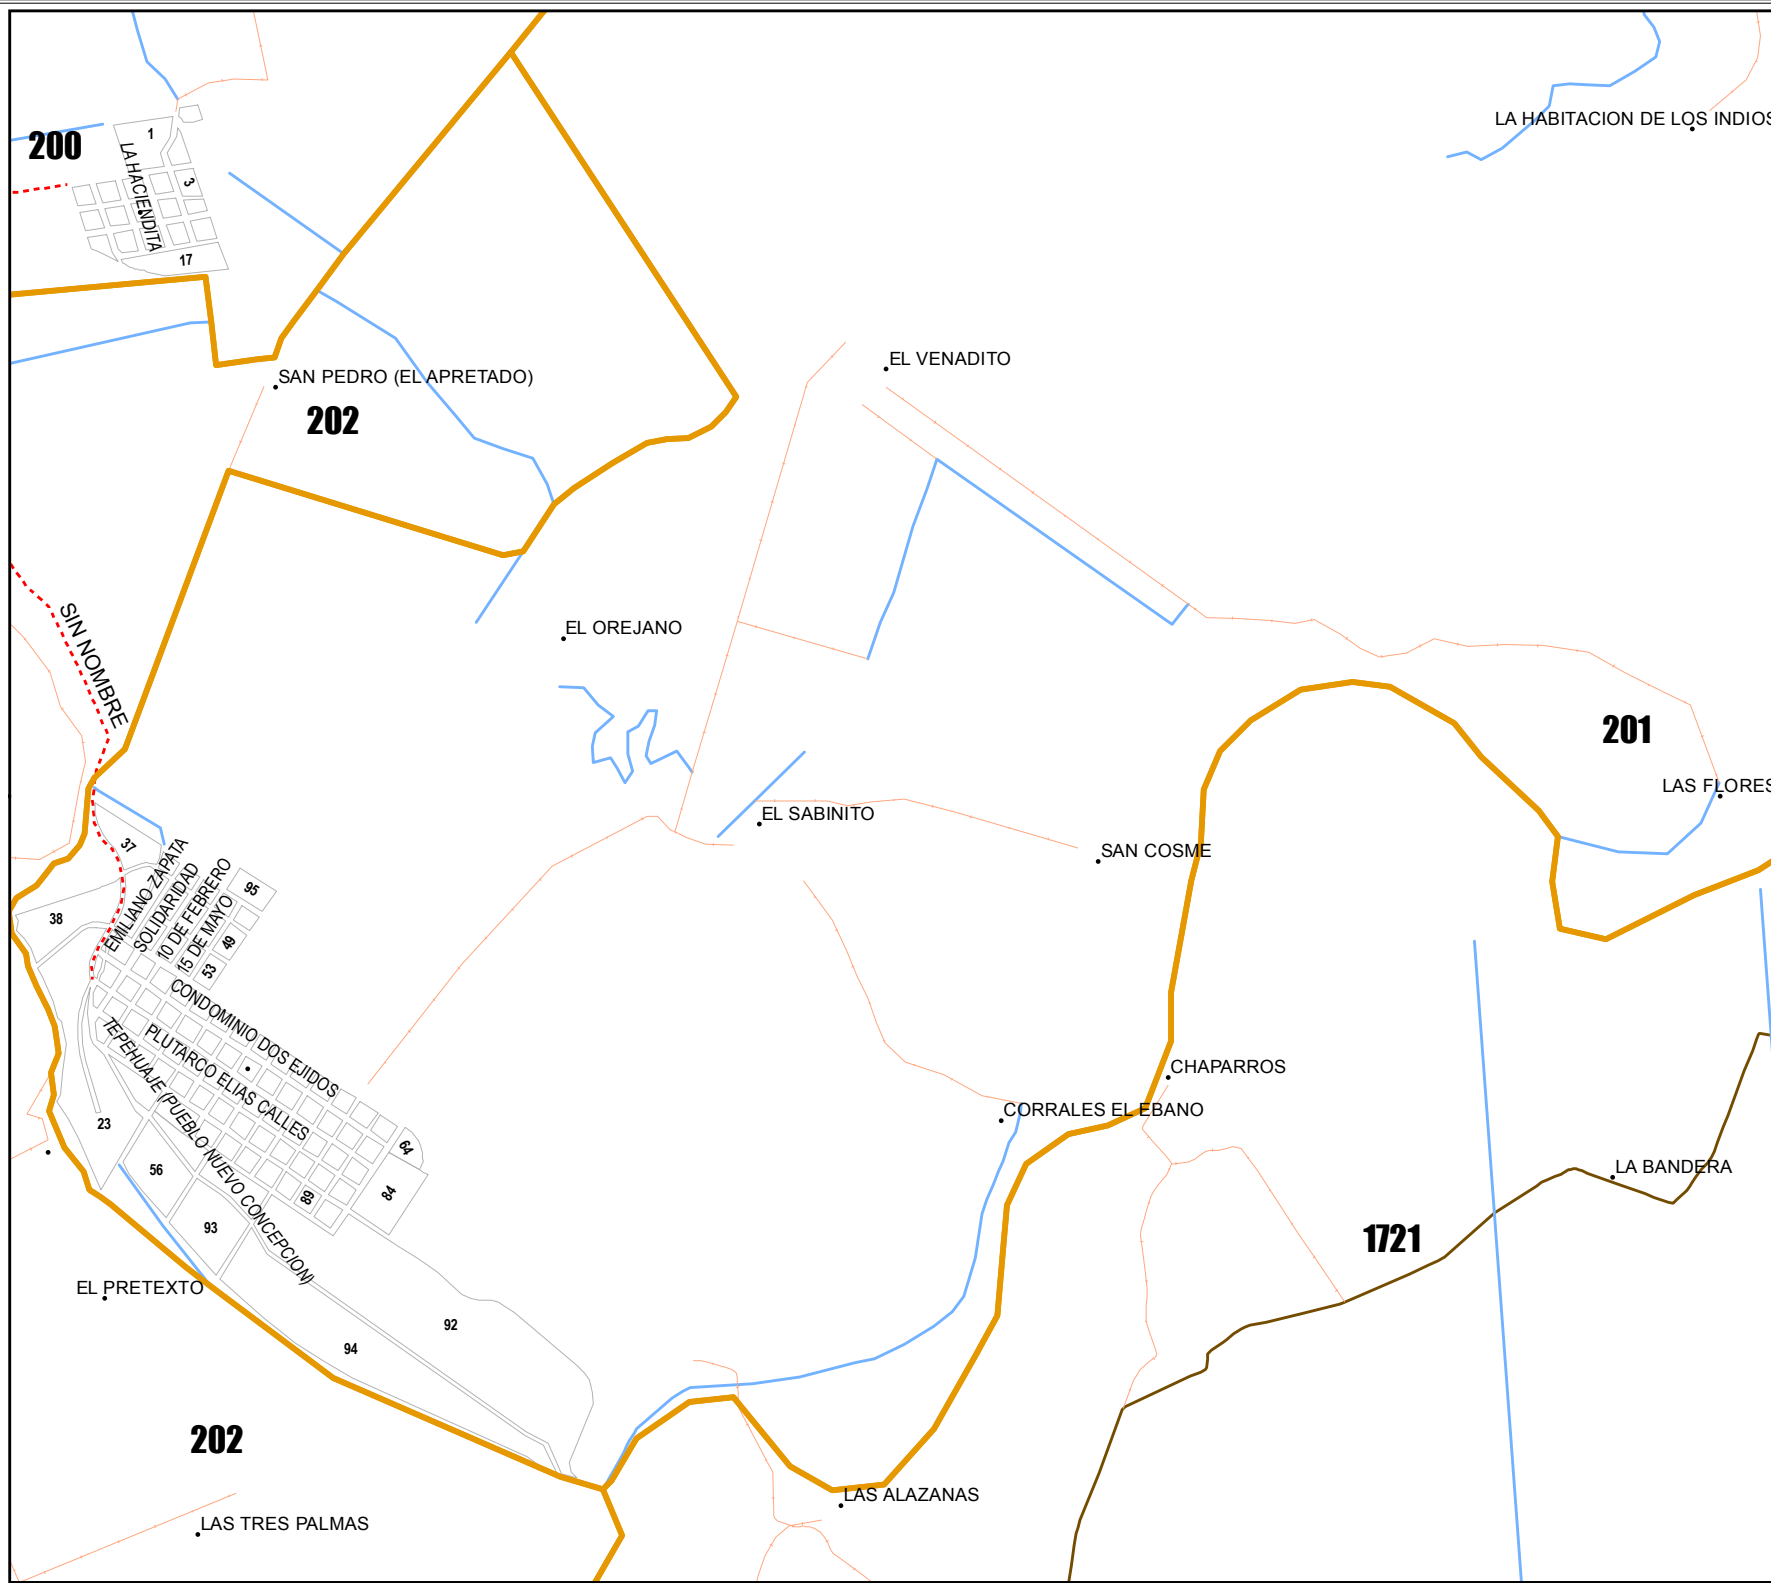 LA HABITACION DE LOS INDIOS
200
1
LA HACIENDITA
3
17
EL VENADITO
SAN PEDRO (EL APRETADO)
202
SIN NOMBRE
EL OREJANO
201
LAS FLORES
EL SABINITO
SAN COSME
37
38
EMILIANO ZAPATA
SOLIDARIDAD
10 DE FEBRERO
15 DE MAYO
95
49
53
CONDOMINIO DOS EJIDOS
PLUTARCO ELIAS CALLES
TEPEHUAJE (PUEBLO NUEVO CONCEPCION)
CHAPARROS
CORRALES EL EBANO
23
64
56
84
89
93
LA BANDERA
1721
EL PRETEXTO
92
94
202
LAS ALAZANAS
LAS TRES PALMAS